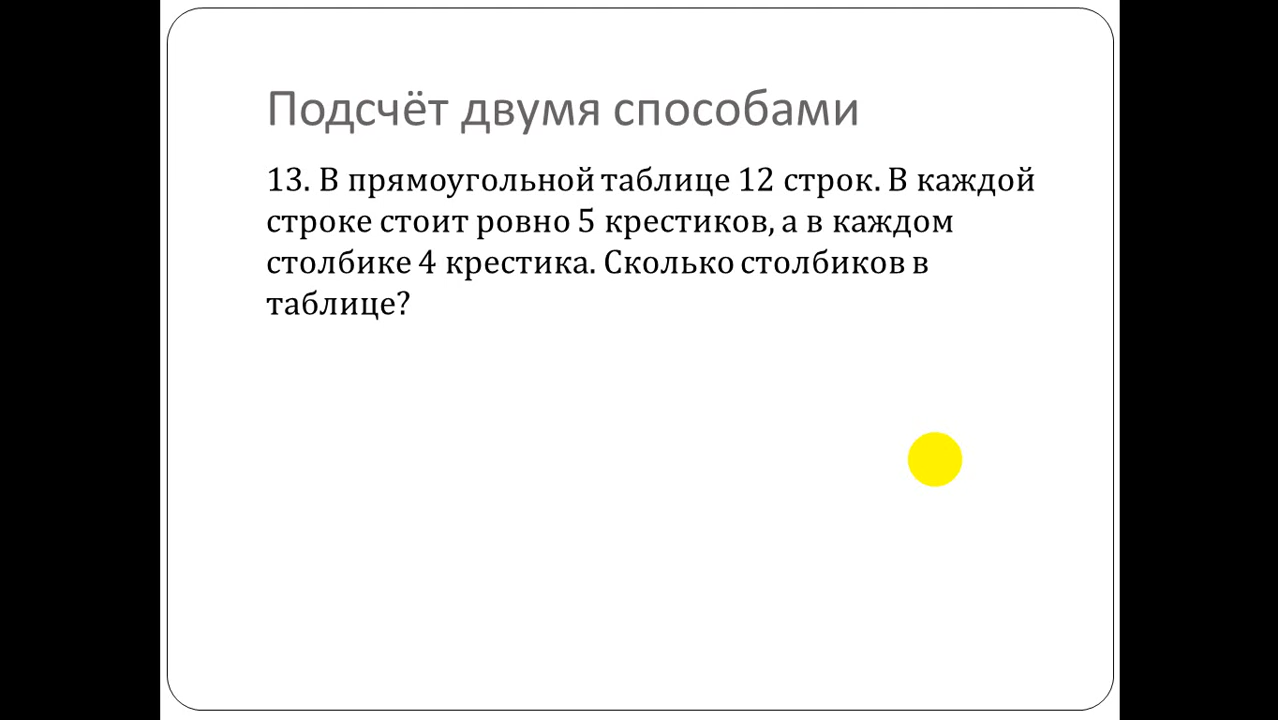 Подсчёт двумя способами
13. В прямоугольной таблице 12 строк. В каждой
строке стоит ровно 5 крестиков, а в каждом
столбике 4 крестика. Сколько столбиков в
таблице?